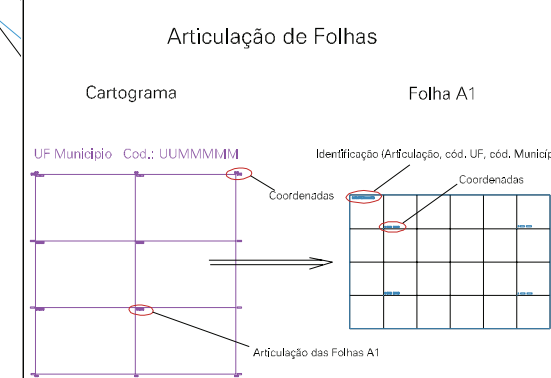 Articulação de Folhas
Cartograma
Folha A1
UF Municipio Cod.: UUMMMMM
Identificação (Articulação, cód. UF, cód. Municíp
Coordenadas
Coordenadas
Articulação das Folhas A1